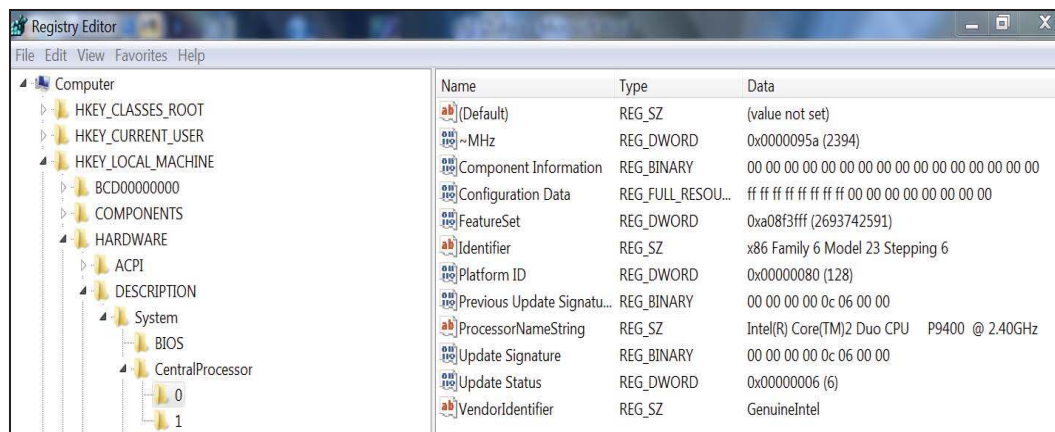 Registry Editor
File Edit View Favorites Help
Computer
HKEY_CLASSES_ROOT
HKEY_CURRENT_USER
HKEY_LOCAL_MACHINE
BCD00000000
COMPONENTS
HARDWARE
ACPI
DESCRIPTION
System
BIOS
CentralProcessor
0
1
Name Type Data
(Default) REG_SZ (value not set)
~MHz REG_DWORD 0x0000095a (2394)
Component Information REG_BINARY 00 00 00 00 00 00 00 00 00 00 00 00 00 00 00 00
Configuration Data REG_FULL_RESOU... ff ff ff ff ff ff ff ff 00 00 00 00 00 00 00 00
FeatureSet REG_DWORD 0xa08f3fff (2693742591)
Identifier REG_SZ x86 Family 6 Model 23 Stepping 6
Platform ID REG_DWORD 0x00000080 (128)
Previous Update Signatu... REG_BINARY 00 00 00 00 0c 06 00 00
ProcessorNameString REG_SZ Intel(R) Core(TM)2 Duo CPU P9400 @ 2.40GHz
Update Signature REG_BINARY 00 00 00 00 0c 06 00 00
Update Status REG_DWORD 0x00000006 (6)
VendorIdentifier REG_SZ GenuineIntel